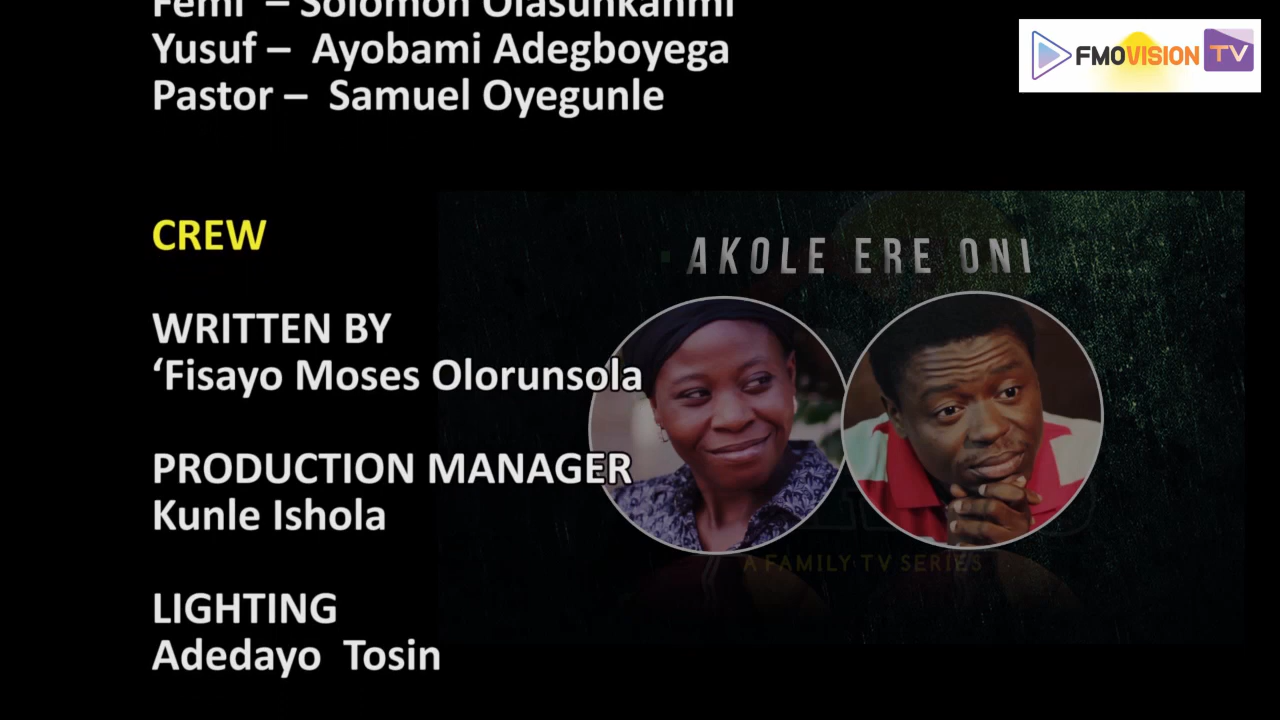 Femi – Solomon Olasunkanmi
Yusuf – Ayobami Adegboyega
Pastor – Samuel Oyegunle
CREW
WRITTEN BY
‘Fisayo Moses Olorunsola
PRODUCTION MANAGER
Kunle Ishola
LIGHTING
Adedayo Tosin
FMOVISION TV
AKOLE ERE ONI
A FAMILY TV SERIES